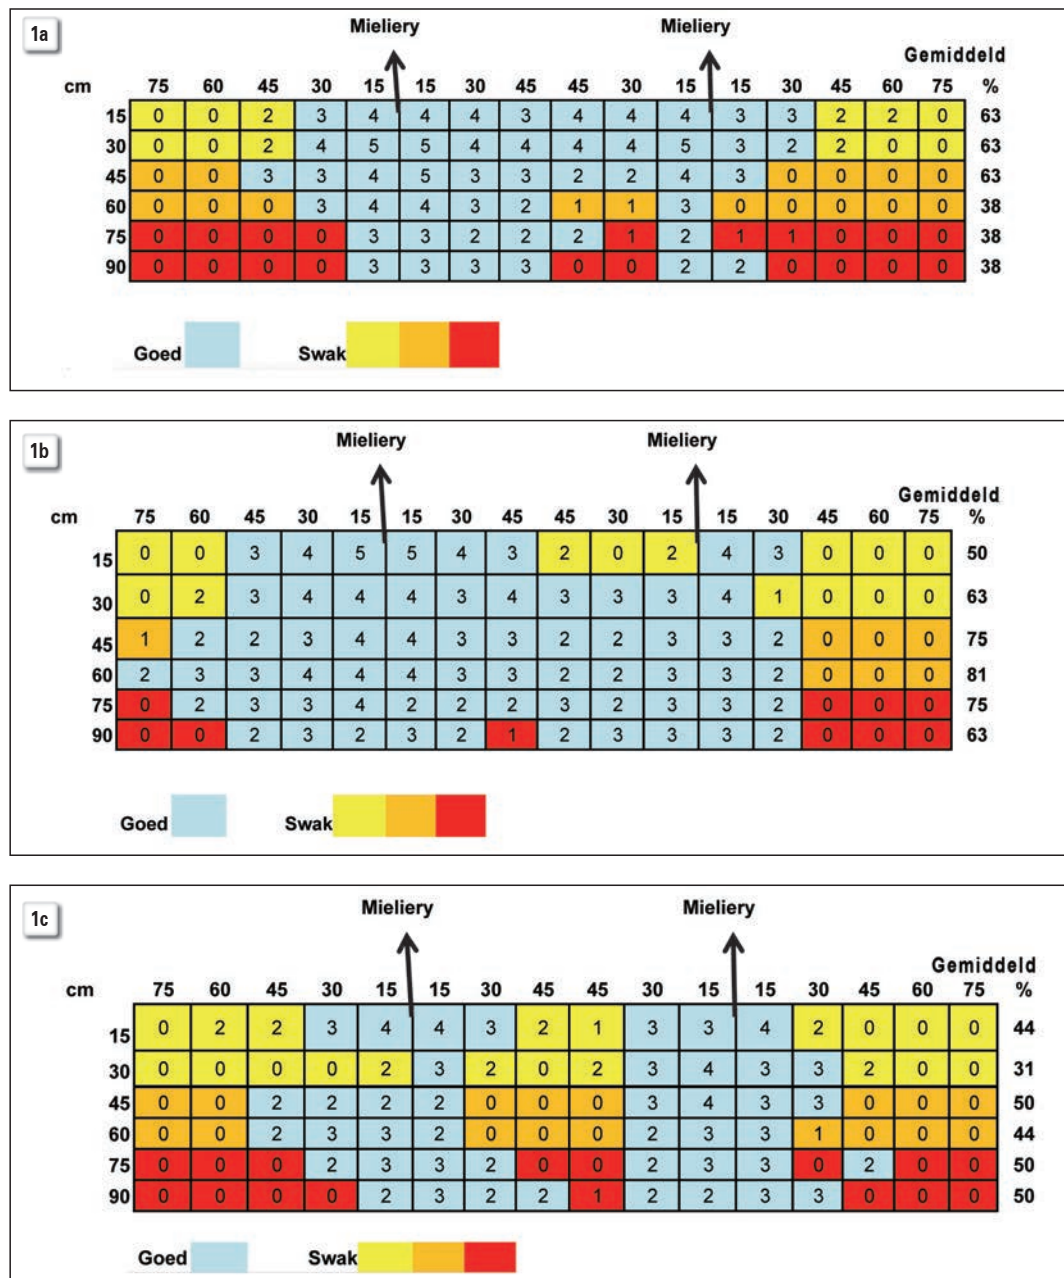 1a
Mieliery Mieliery
Gemiddeld
cm 75 60 45 30 15 15 30 45 45 30 15 15 30 45 60 75 %
15 0 0 2 3 4 4 4 3 4 4 4 3 3 2 2 0 63
30 0 0 2 4 5 5 4 4 4 4 5 3 2 2 0 0 63
45 0 0 3 3 4 5 3 3 2 2 4 3 0 0 0 0 63
60 0 0 0 3 4 4 3 2 1 1 3 0 0 0 0 0 38
75 0 0 0 0 3 3 2 2 2 1 2 1 1 0 0 0 38
90 0 0 0 0 3 3 3 3 0 0 2 2 0 0 0 0 38
Goed Swak
1b
Mieliery Mieliery
Gemiddeld
cm 75 60 45 30 15 15 30 45 45 30 15 15 30 45 60 75 %
15 0 0 3 4 5 5 4 3 2 0 2 4 3 0 0 0 50
30 0 2 3 4 4 4 3 4 3 3 3 4 1 0 0 0 63
45 1 2 2 3 4 4 3 3 2 2 3 3 2 0 0 0 75
60 2 3 3 4 4 4 3 3 2 2 3 3 2 0 0 0 81
75 0 2 3 3 4 2 2 2 3 2 3 3 2 0 0 0 75
90 0 0 2 3 2 3 2 1 2 3 3 3 2 0 0 0 63
Goed Swak
1c
Mieliery Mieliery
Gemiddeld
cm 75 60 45 30 15 15 30 45 45 30 15 15 30 45 60 75 %
15 0 2 2 3 4 4 3 2 1 3 3 4 2 0 0 0 44
30 0 0 0 0 2 3 2 0 2 3 4 3 3 2 0 0 31
45 0 0 2 2 2 2 0 0 0 3 4 3 3 0 0 0 50
60 0 0 2 3 3 2 0 0 0 2 3 3 1 0 0 0 44
75 0 0 0 2 3 3 2 0 0 2 3 3 0 2 0 0 50
90 0 0 0 0 2 3 2 2 1 2 2 3 3 0 0 0 50
Goed Swak